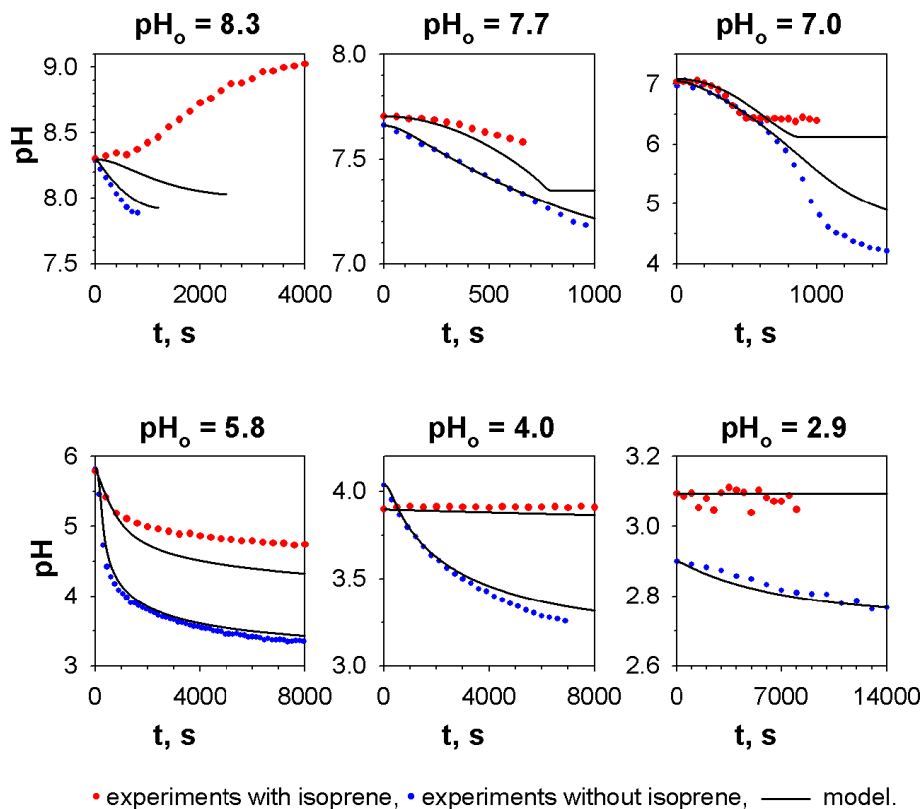 pHo = 8.3
pHo = 7.7
pHo = 7.0
pH
9.0
8.5
8.0
7.5
0
2000
4000
t, s
8.0
7.5
7.0
0
500
1000
t, s
7
6
5
4
0
1000
t, s
pHo = 5.8
pHo = 4.0
pHo = 2.9
pH
6
5
4
3
0
4000
8000
t, s
4.0
3.5
3.0
0
4000
8000
t, s
3.2
3.0
2.8
2.6
0
7000
14000
t, s
• experiments with isoprene, • experiments without isoprene, —— model.